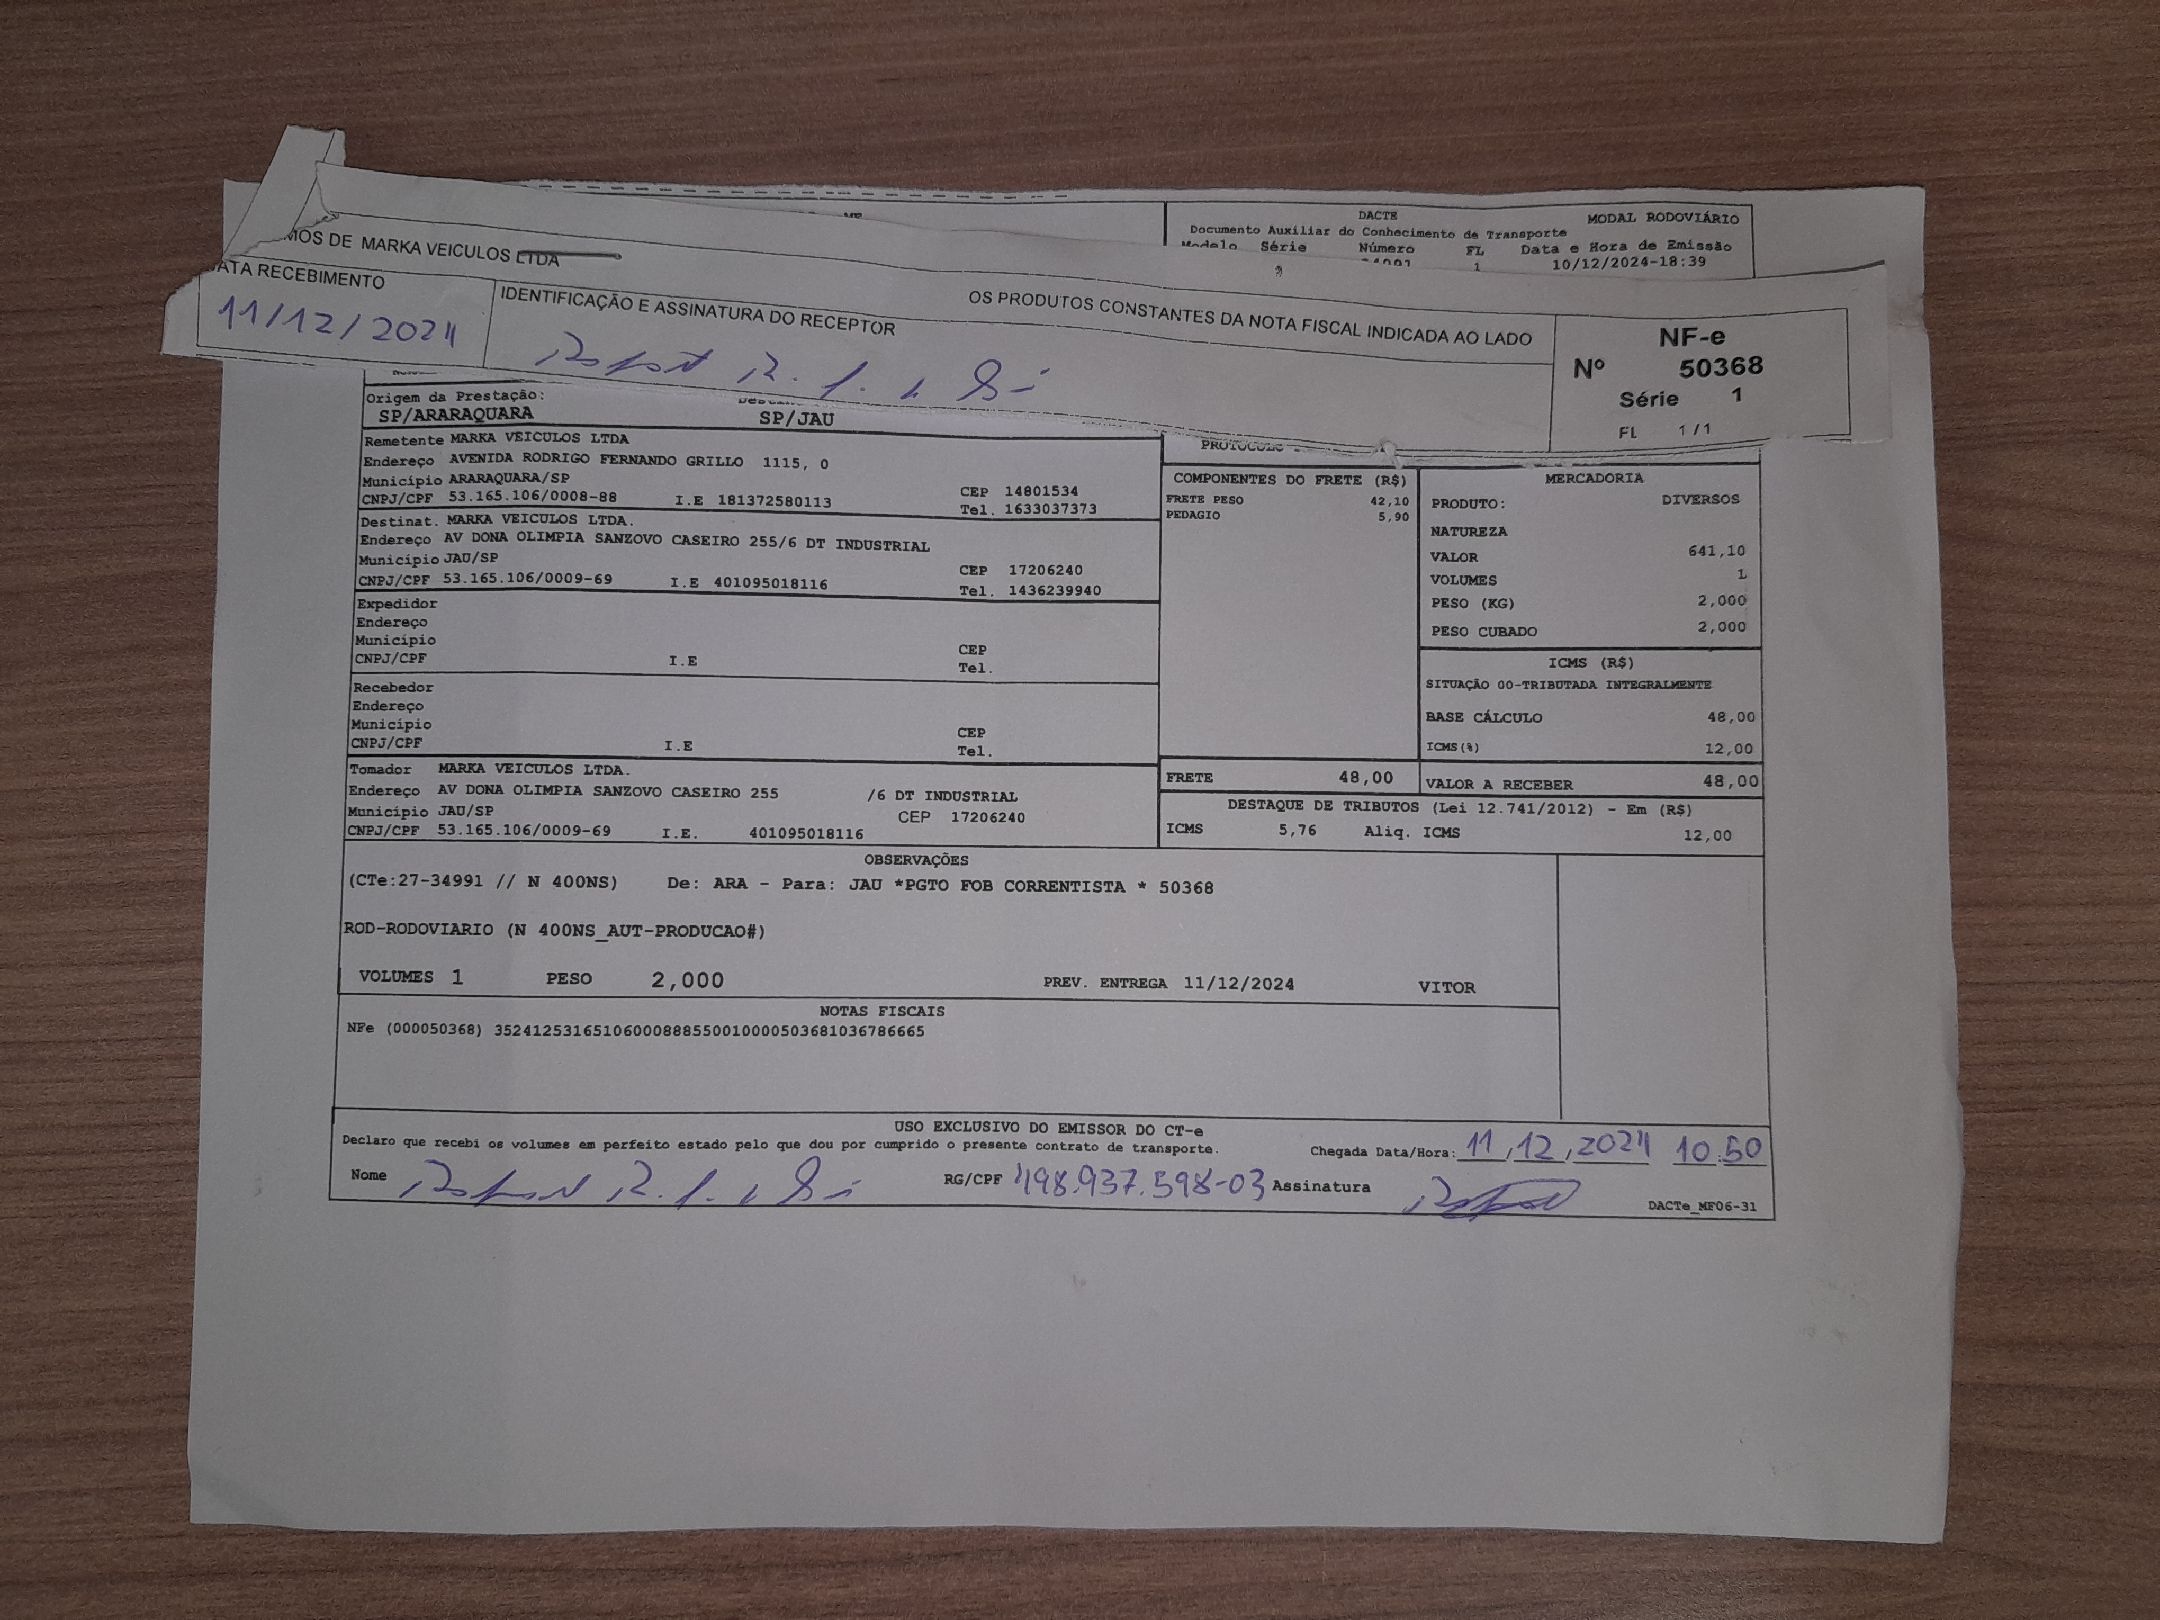 DACTE
MODAL RODOVIÁRIO
Documento Auxiliar do Conhecimento de Transporte
Modelo Série Número FL Data e Hora de Emissão
1 10/12/2024-18:39
MOS DE MARKA VEICULOS LTDA
OS PRODUTOS CONSTANTES DA NOTA FISCAL INDICADA AO LADO
DATA RECEBIMENTO
11/12/2024
IDENTIFICAÇÃO E ASSINATURA DO RECEPTOR
NF-e
Nº 50368
Série 1
FL 1/1
Origem da Prestação:
SP/ARARAQUARA SP/JAU
Remetente MARKA VEICULOS LTDA
Endereço AVENIDA RODRIGO FERNANDO GRILLO 1115, 0
Município ARARAQUARA/SP CEP 14801534
CNPJ/CPF 53.165.106/0008-88 I.E 181372580113 Tel. 1633037373
Destinat. MARKA VEICULOS LTDA.
Endereço AV DONA OLIMPIA SANZOVO CASEIRO 255/6 DT INDUSTRIAL
Município JAU/SP CEP 17206240
CNPJ/CPF 53.165.106/0009-69 I.E 401095018116 Tel. 1436239940
Expedidor
Endereço
Município CEP
CNPJ/CPF I.E Tel.
Recebedor
Endereço
Município CEP
CNPJ/CPF I.E Tel.
Tomador MARKA VEICULOS LTDA.
Endereço AV DONA OLIMPIA SANZOVO CASEIRO 255 /6 DT INDUSTRIAL
Município JAU/SP CEP 17206240
CNPJ/CPF 53.165.106/0009-69 I.E. 401095018116
PROTOCOLO
COMPONENTES DO FRETE (R$)
FRETE PESO 42,10
PEDAGIO 5,90
MERCADORIA
PRODUTO: DIVERSOS
NATUREZA
VALOR 641,10
VOLUMES 1
PESO (KG) 2,000
PESO CUBADO 2,000
ICMS (R$)
SITUAÇÃO 00-TRIBUTADA INTEGRALMENTE
BASE CÁLCULO 48,00
ICMS(%) 12,00
FRETE 48,00 VALOR A RECEBER 48,00
DESTAQUE DE TRIBUTOS (Lei 12.741/2012) - Em (R$)
ICMS 5,76 Aliq. ICMS 12,00
OBSERVAÇÕES
(CTe:27-34991 // N 400NS) De: ARA - Para: JAU *PGTO FOB CORRENTISTA * 50368
ROD-RODOVIARIO (N 400NS_AUT-PRODUCAO#)
VOLUMES 1 PESO 2,000 PREV. ENTREGA 11/12/2024 VITOR
NOTAS FISCAIS
NFe (000050368) 35241253165106000888550010000503681036786665
USO EXCLUSIVO DO EMISSOR DO CT-e
Declaro que recebi os volumes em perfeito estado pelo que dou por cumprido o presente contrato de transporte. Chegada Data/Hora: 11,12,2024 10:50
Nome RG/CPF 498.937.598-03 Assinatura
DACTe_MF06-31